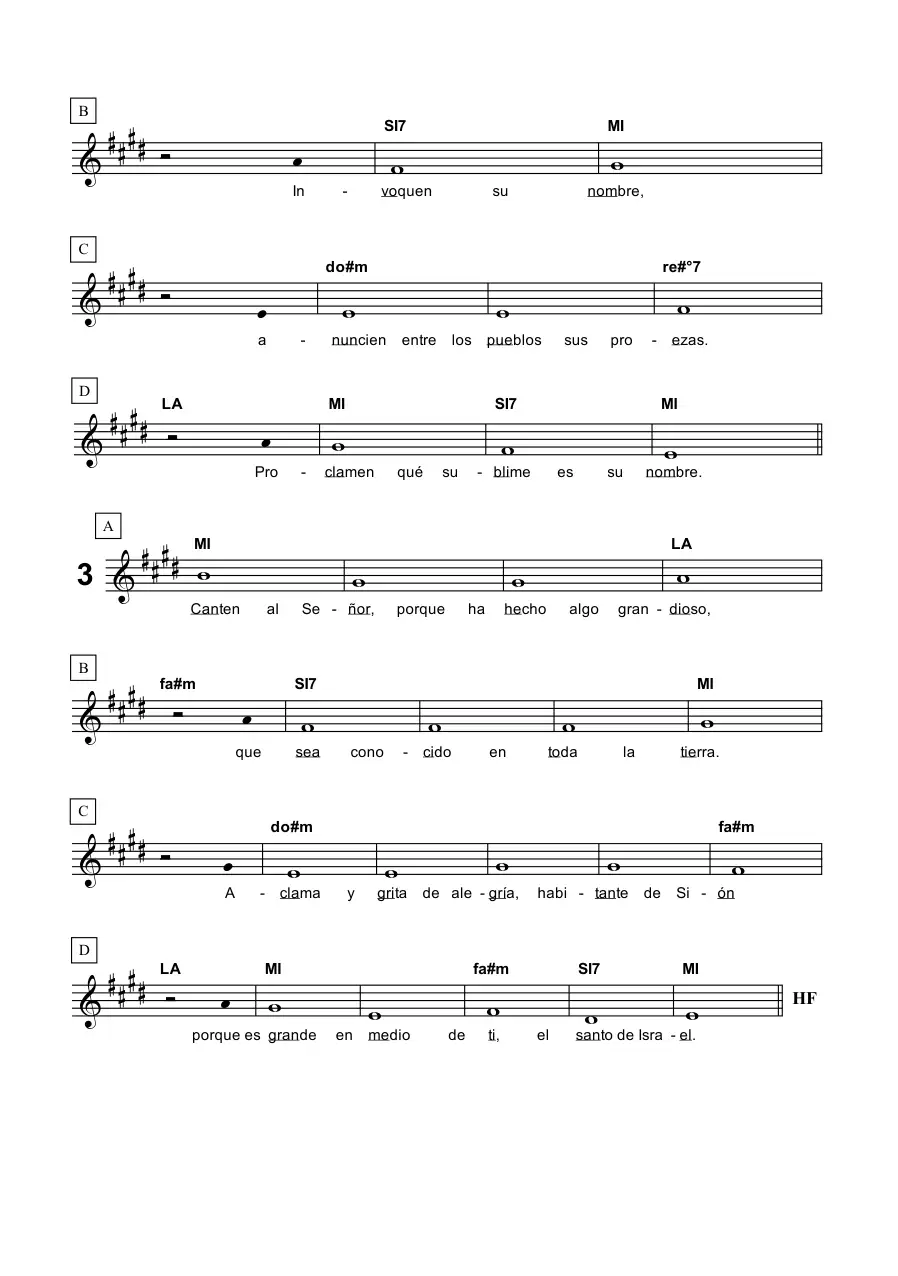 B
SI7 MI
In - voquen su nombre,
C
do#m re#°7
a - nuncien entre los pueblos sus pro - ezas.
D
LA MI SI7 MI
Pro - clamen qué su - blime es su nombre.
A
MI LA
3
Canten al Se - ñor, porque ha hecho algo gran - dioso,
B
fa#m SI7 MI
que sea cono - cido en toda la tierra.
C
do#m fa#m
A - clama y grita de ale - gría, habi - tante de Si - ón
D
LA MI fa#m SI7 MI
HF
porque es grande en medio de ti, el santo de Isra - el.